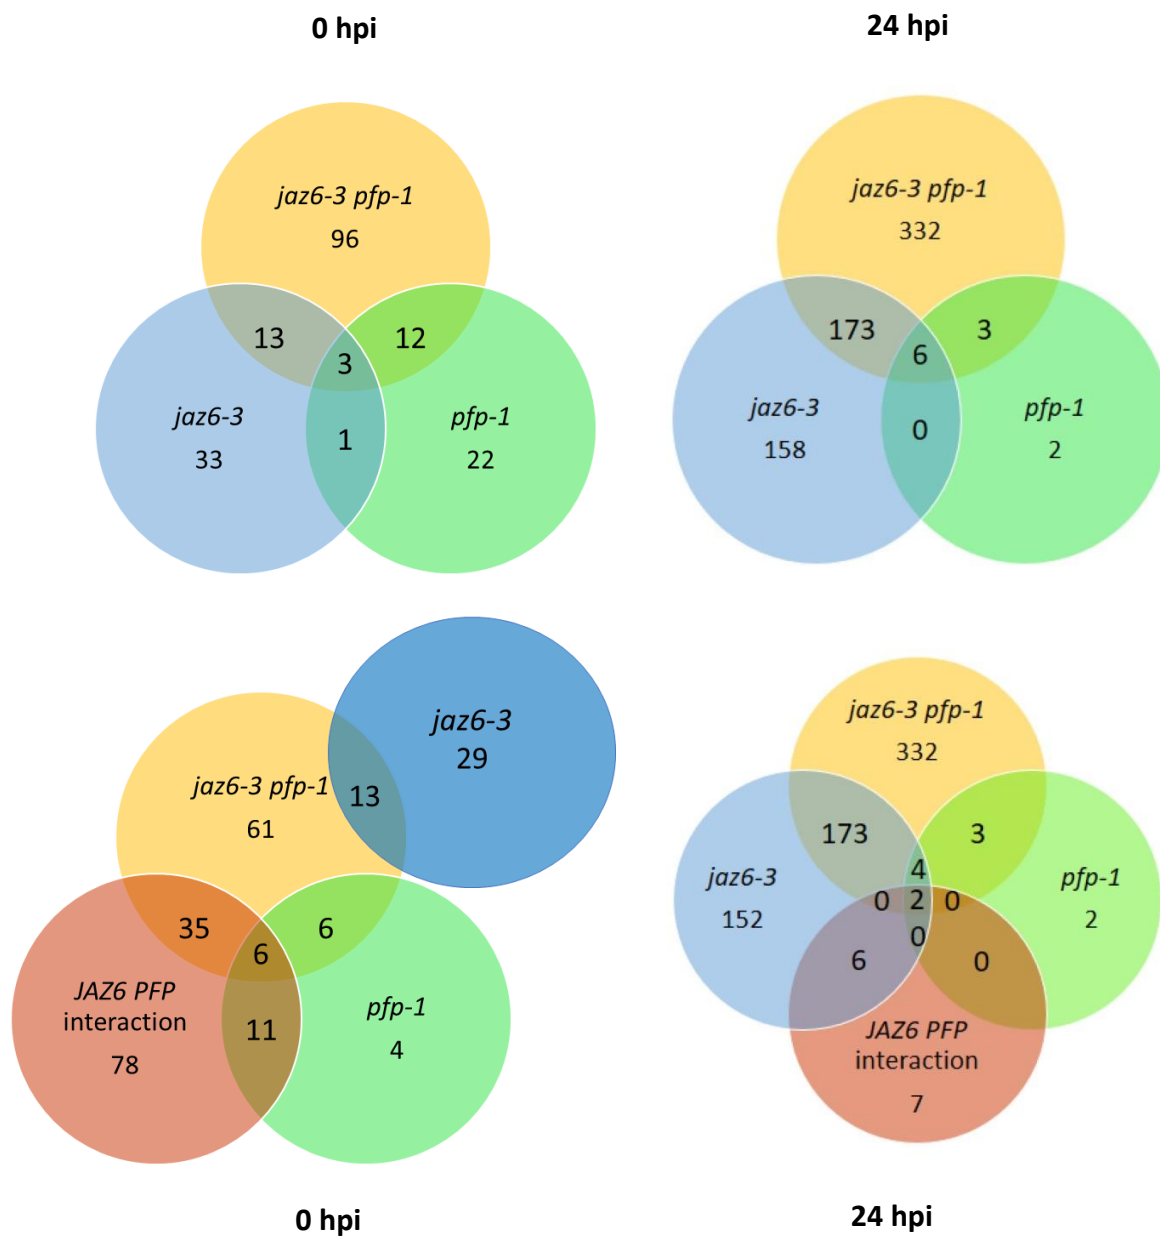 0 hpi
24 hpi
jaz6-3 pfp-1
96
13
12
3
jaz6-3
33
1
pfp-1
22
jaz6-3 pfp-1
332
173
3
6
jaz6-3
158
0
pfp-1
2
jaz6-3
29
jaz6-3 pfp-1
61
13
35
6
6
JAZ6 PFP
interaction
78
11
pfp-1
4
jaz6-3 pfp-1
332
173
3
4
jaz6-3
152
0 2 0
pfp-1
2
0
6
0
JAZ6 PFP
interaction
7
0 hpi
24 hpi